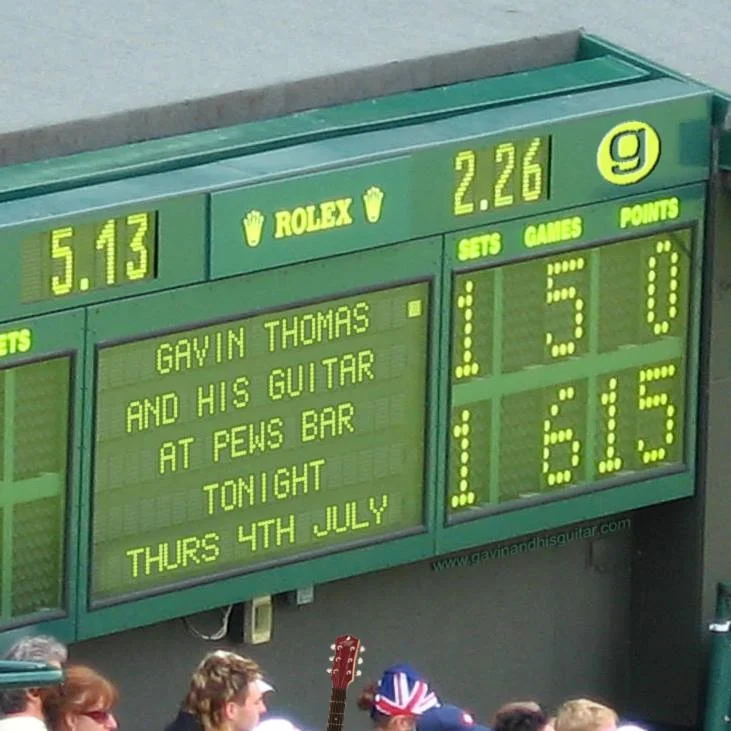 5.13
ROLEX
2.26
g
ETS
SETS GAMES POINTS
1 5 0
1 6 15
GAVIN THOMAS
AND HIS GUITAR
AT PEWS BAR
TONIGHT
THURS 4TH JULY
www.gavinandhisguitar.com